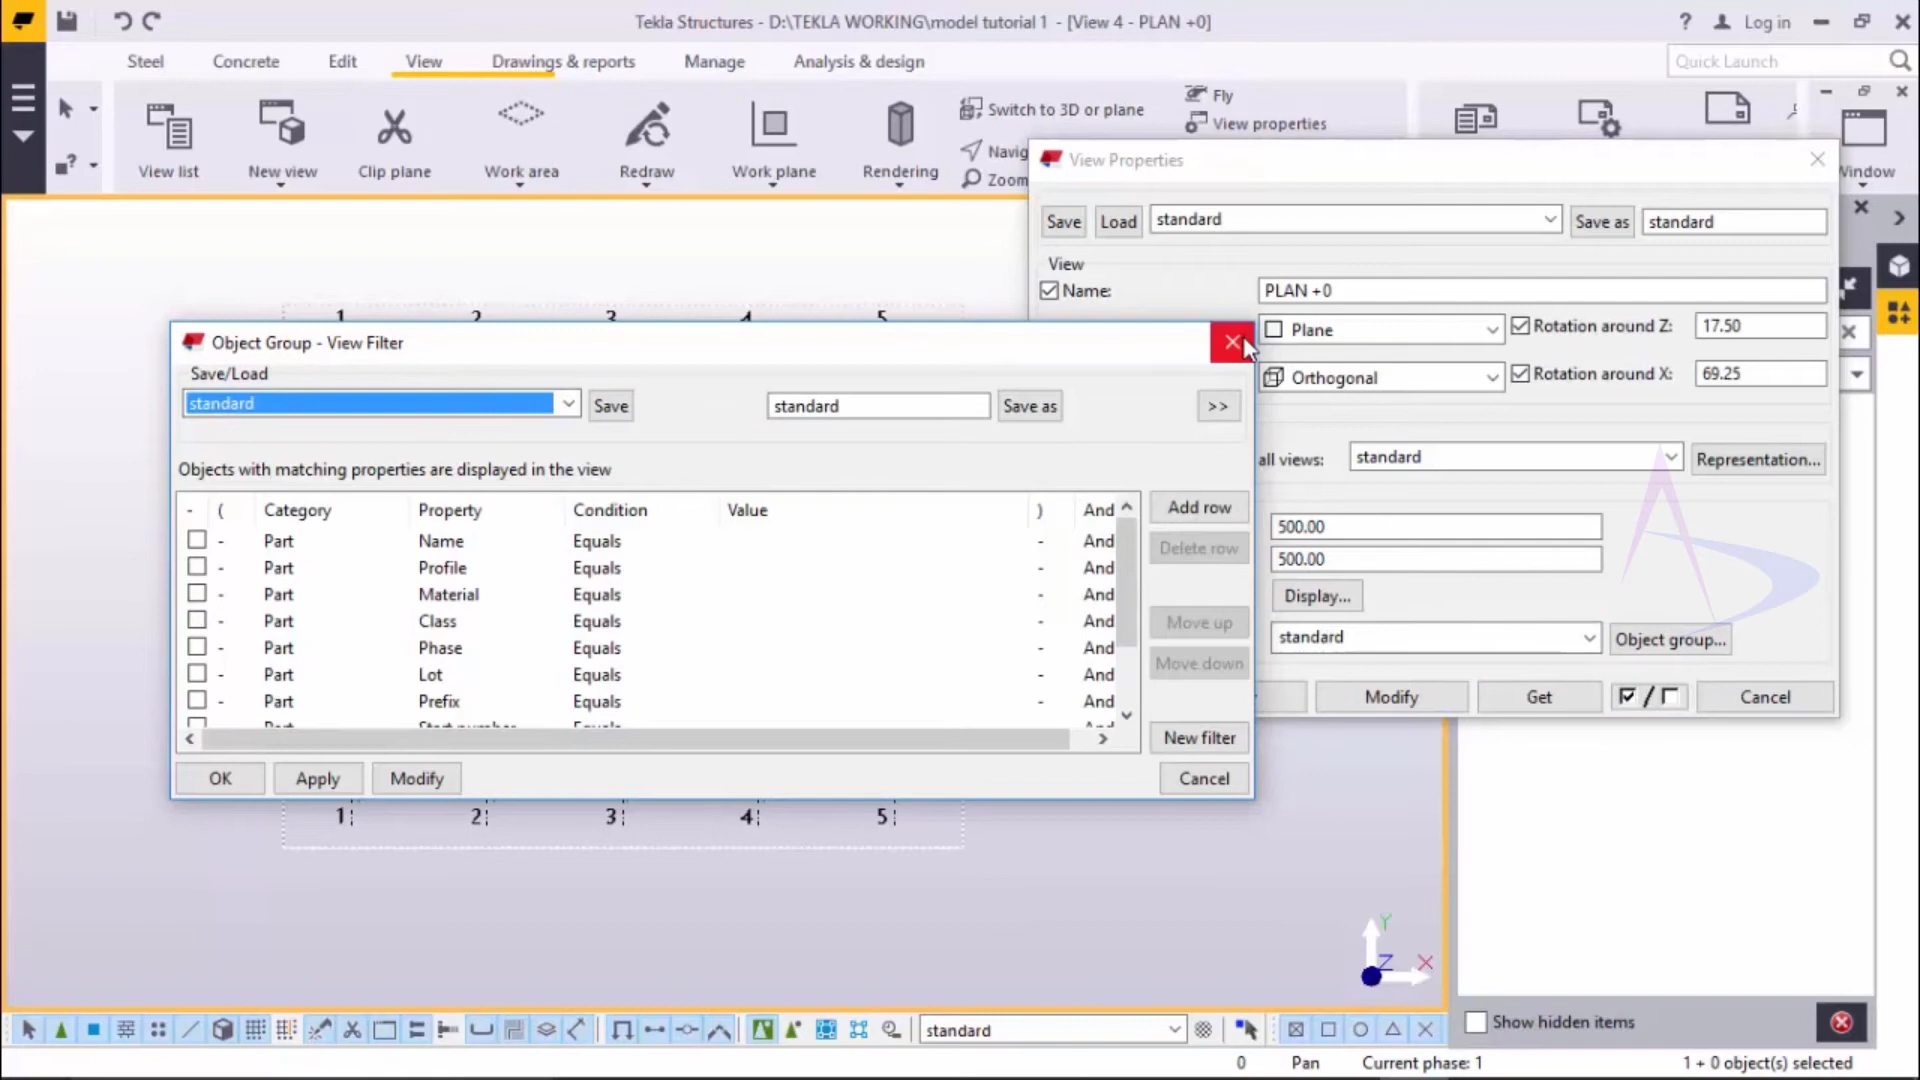 Tekla Structures - D:\TEKLA WORKING\model tutorial 1 - [View 4 - PLAN +0]
? Log in
Steel Concrete Edit View Drawings & reports Manage Analysis & design
Quick Launch
Switch to 3D or plane
Fly
View properties
Navig
Zoom
View list New view Clip plane Work area Redraw Work plane Rendering
Window
View Properties
Save Load standard Save as standard
View
Name: PLAN +0
Plane Rotation around Z: 17.50
Orthogonal Rotation around X: 69.25
all views: standard Representation...
500.00
500.00
Display...
standard Object group...
Modify Get / Cancel
1 2 3 4 5
Object Group - View Filter
Save/Load
standard Save standard Save as >>
Objects with matching properties are displayed in the view
- ( Category Property Condition Value ) And
- Part Name Equals - And
- Part Profile Equals - And
- Part Material Equals - And
- Part Class Equals - And
- Part Phase Equals - And
- Part Lot Equals - And
- Part Prefix Equals - And
- Part Start number Equals - And
Add row
Delete row
Move up
Move down
New filter
OK Apply Modify Cancel
1 2 3 4 5
Y
Z X
standard
Show hidden items
0 Pan Current phase: 1 1 + 0 object(s) selected